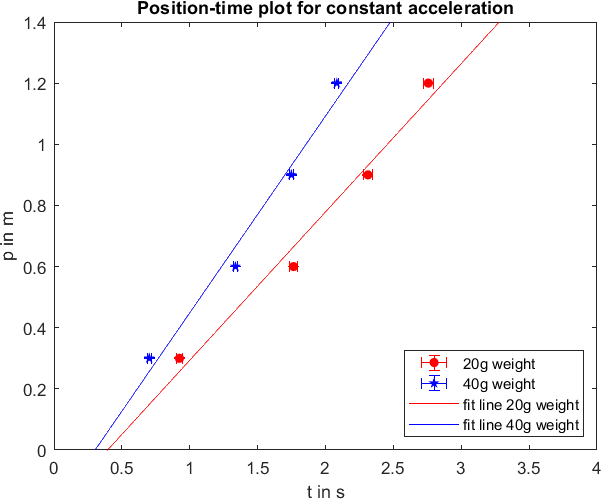 Position-time plot for constant acceleration
1.4
1.2
1
0.8
0.6
0.4
0.2
0
p in m
20g weight
40g weight
fit line 20g weight
fit line 40g weight
0 0.5 1 1.5 2 2.5 3 3.5 4
t in s